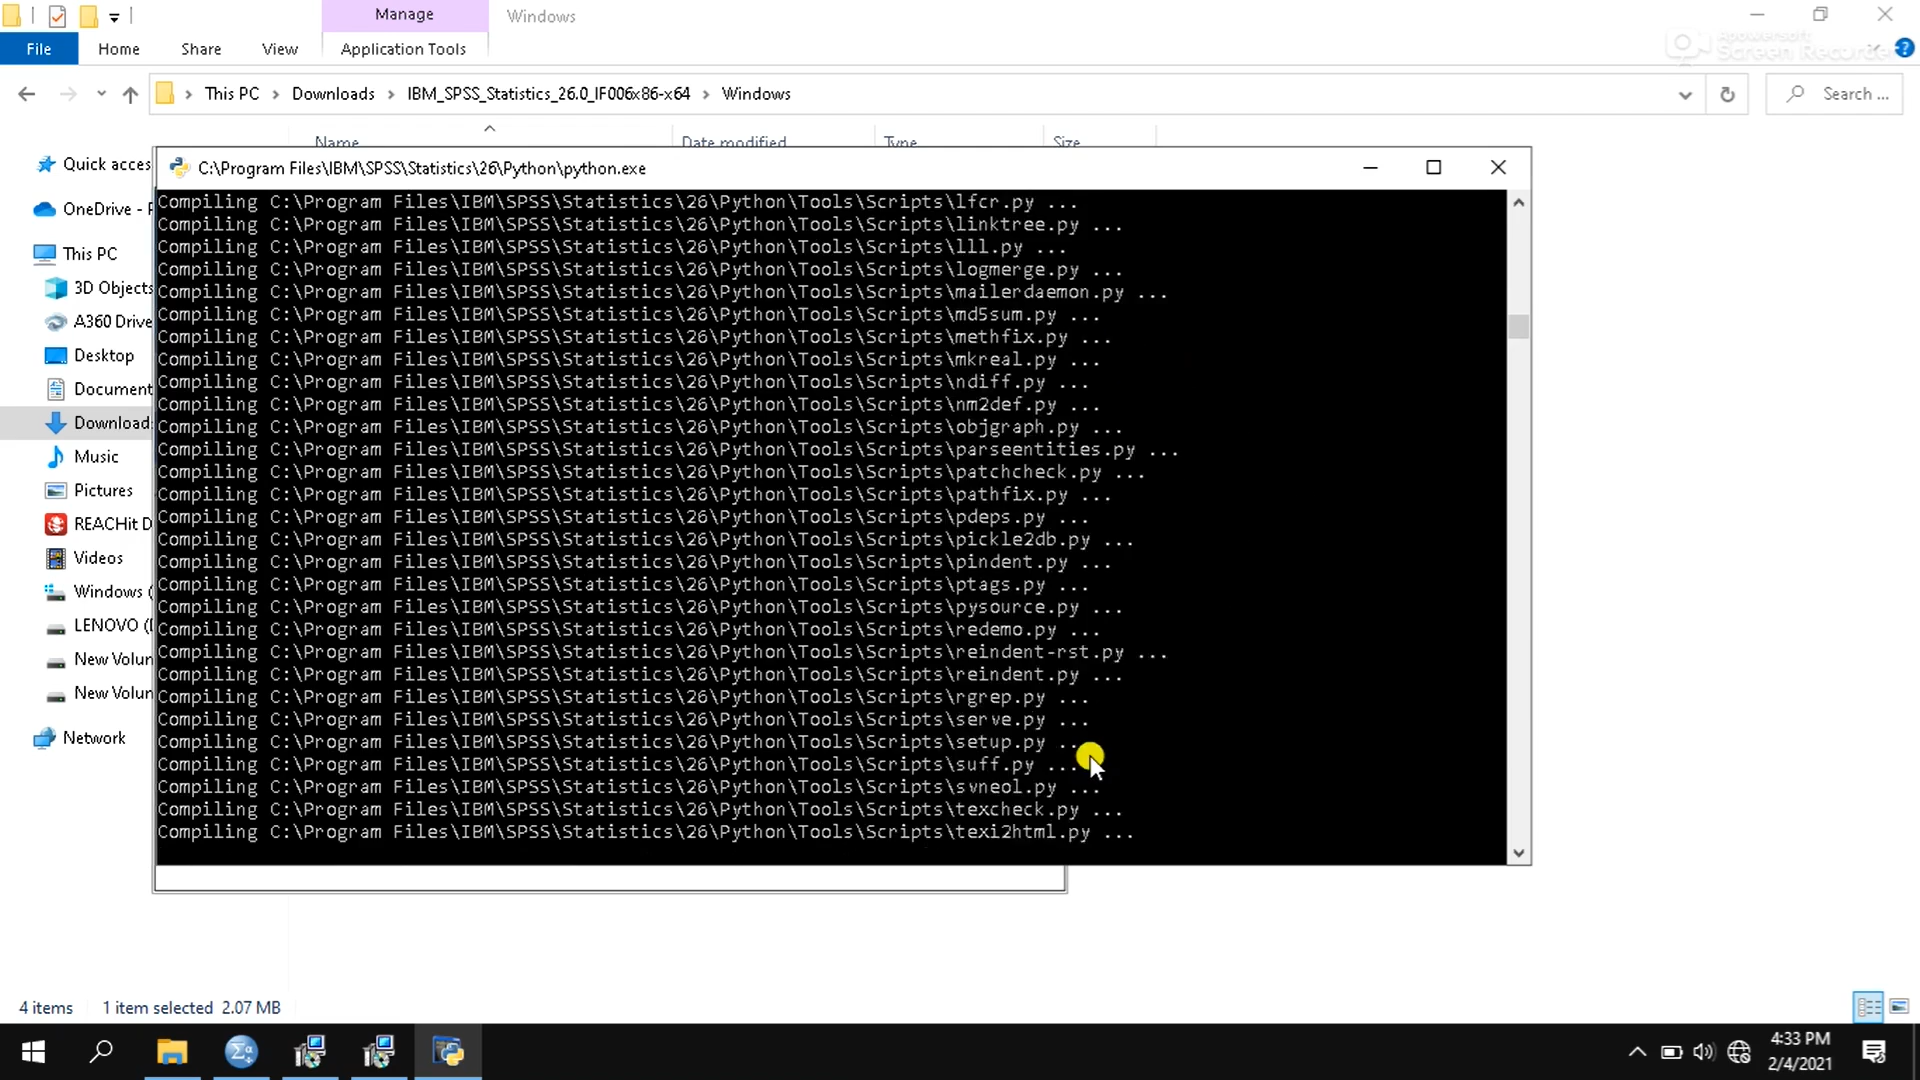 Manage
Windows
File
Home
Share
View
Application Tools
Apowersoft
Screen Recorder
This PC > Downloads > IBM_SPSS_Statistics_26.0_IF006x86-x64 > Windows
Search ...
Name
Date modified
Type
Size
Quick acces
C:\Program Files\IBM\SPSS\Statistics\26\Python\python.exe
OneDrive -
This PC
3D Objects
A360 Drive
Desktop
Document
Download
Music
Pictures
REACHit D
Videos
Windows (
LENOVO (
New Volun
New Volun
Network
Compiling C:\Program Files\IBM\SPSS\Statistics\26\Python\Tools\Scripts\lfcr.py ...
Compiling C:\Program Files\IBM\SPSS\Statistics\26\Python\Tools\Scripts\linktree.py ...
Compiling C:\Program Files\IBM\SPSS\Statistics\26\Python\Tools\Scripts\lll.py ...
Compiling C:\Program Files\IBM\SPSS\Statistics\26\Python\Tools\Scripts\logmerge.py ...
Compiling C:\Program Files\IBM\SPSS\Statistics\26\Python\Tools\Scripts\mailerdaemon.py ...
Compiling C:\Program Files\IBM\SPSS\Statistics\26\Python\Tools\Scripts\md5sum.py ...
Compiling C:\Program Files\IBM\SPSS\Statistics\26\Python\Tools\Scripts\methfix.py ...
Compiling C:\Program Files\IBM\SPSS\Statistics\26\Python\Tools\Scripts\mkreal.py ...
Compiling C:\Program Files\IBM\SPSS\Statistics\26\Python\Tools\Scripts\ndiff.py ...
Compiling C:\Program Files\IBM\SPSS\Statistics\26\Python\Tools\Scripts\nm2def.py ...
Compiling C:\Program Files\IBM\SPSS\Statistics\26\Python\Tools\Scripts\objgraph.py ...
Compiling C:\Program Files\IBM\SPSS\Statistics\26\Python\Tools\Scripts\parseentities.py ...
Compiling C:\Program Files\IBM\SPSS\Statistics\26\Python\Tools\Scripts\patchcheck.py ...
Compiling C:\Program Files\IBM\SPSS\Statistics\26\Python\Tools\Scripts\pathfix.py ...
Compiling C:\Program Files\IBM\SPSS\Statistics\26\Python\Tools\Scripts\pdeps.py ...
Compiling C:\Program Files\IBM\SPSS\Statistics\26\Python\Tools\Scripts\pickle2db.py ...
Compiling C:\Program Files\IBM\SPSS\Statistics\26\Python\Tools\Scripts\pindent.py ...
Compiling C:\Program Files\IBM\SPSS\Statistics\26\Python\Tools\Scripts\ptags.py ...
Compiling C:\Program Files\IBM\SPSS\Statistics\26\Python\Tools\Scripts\pysource.py ...
Compiling C:\Program Files\IBM\SPSS\Statistics\26\Python\Tools\Scripts\redemo.py ...
Compiling C:\Program Files\IBM\SPSS\Statistics\26\Python\Tools\Scripts\reindent-rst.py ...
Compiling C:\Program Files\IBM\SPSS\Statistics\26\Python\Tools\Scripts\reindent.py ...
Compiling C:\Program Files\IBM\SPSS\Statistics\26\Python\Tools\Scripts\rgrep.py ...
Compiling C:\Program Files\IBM\SPSS\Statistics\26\Python\Tools\Scripts\serve.py ...
Compiling C:\Program Files\IBM\SPSS\Statistics\26\Python\Tools\Scripts\setup.py ..
Compiling C:\Program Files\IBM\SPSS\Statistics\26\Python\Tools\Scripts\suff.py ...
Compiling C:\Program Files\IBM\SPSS\Statistics\26\Python\Tools\Scripts\svneol.py ...
Compiling C:\Program Files\IBM\SPSS\Statistics\26\Python\Tools\Scripts\texcheck.py ...
Compiling C:\Program Files\IBM\SPSS\Statistics\26\Python\Tools\Scripts\texi2html.py ...
4 items
1 item selected 2.07 MB
4:33 PM
2/4/2021